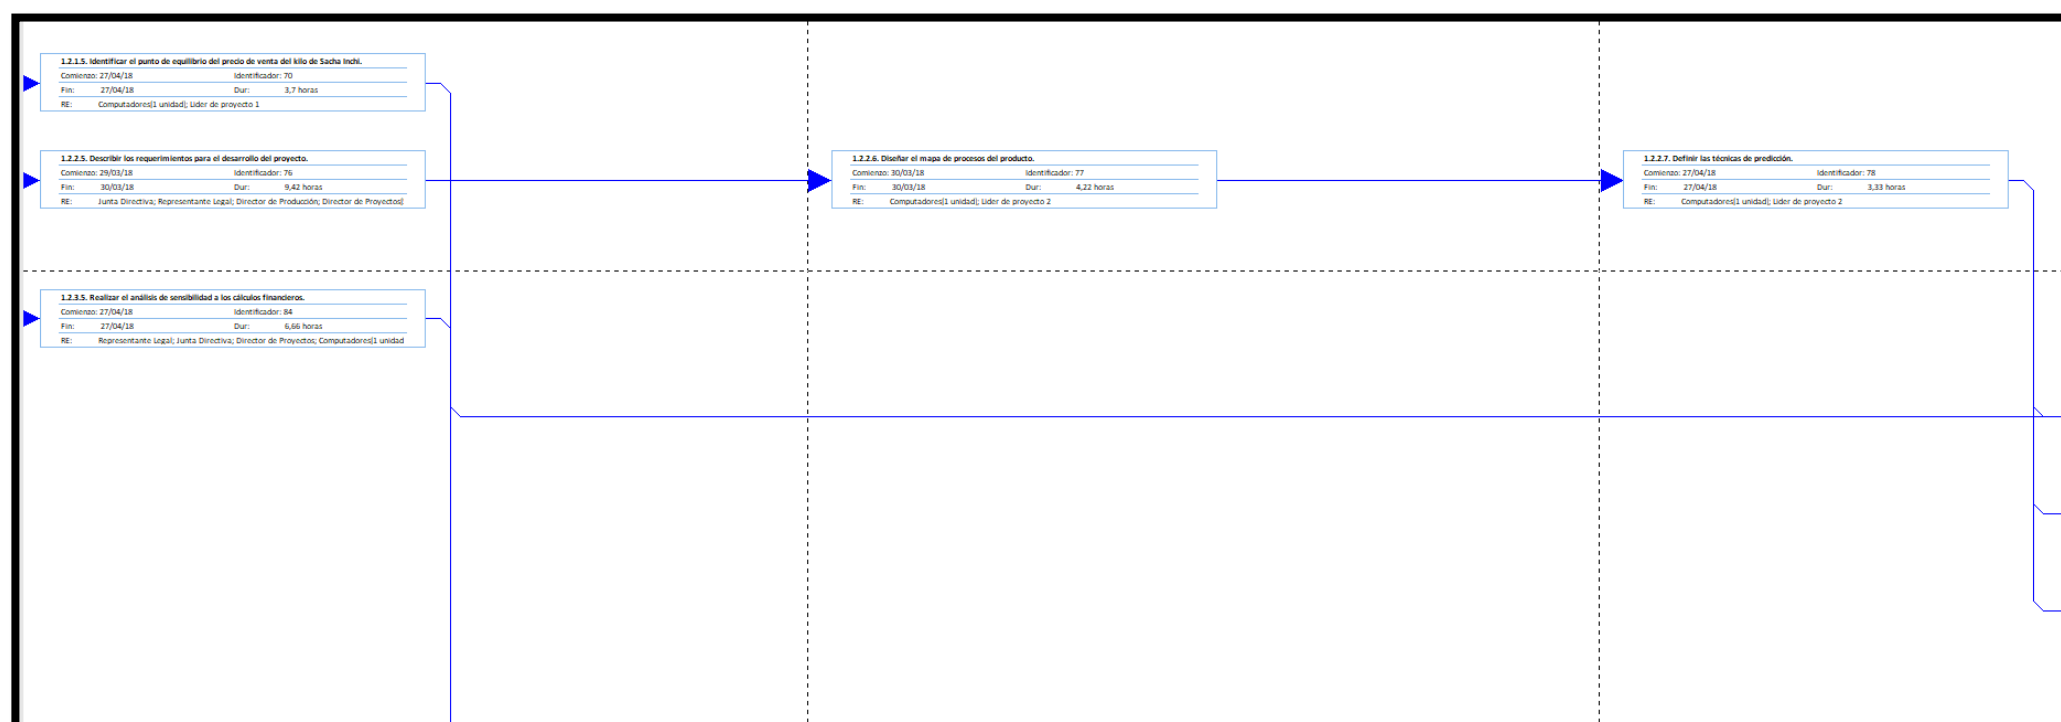 1.2.1.5. Identificar el punto de equilibrio del precio de venta del kilo de Sacha Inchi.
Comienzo: 27/04/18 Identificador: 70
Fin: 27/04/18 Dur: 3,7 horas
RE: Computadores[1 unidad]; Lider de proyecto 1
1.2.2.5. Describir los requerimientos para el desarrollo del proyecto.
Comienzo: 29/03/18 Identificador: 76
Fin: 30/03/18 Dur: 9,42 horas
RE: Junta Directiva; Representante Legal; Director de Producción; Director de Proyectos[
1.2.2.6. Diseñar el mapa de procesos del producto.
Comienzo: 30/03/18 Identificador: 77
Fin: 30/03/18 Dur: 4,22 horas
RE: Computadores[1 unidad]; Lider de proyecto 2
1.2.2.7. Definir las técnicas de predicción.
Comienzo: 27/04/18 Identificador: 78
Fin: 27/04/18 Dur: 3,33 horas
RE: Computadores[1 unidad]; Lider de proyecto 2
1.2.3.5. Realizar el análisis de sensibilidad a los cálculos financieros.
Comienzo: 27/04/18 Identificador: 84
Fin: 27/04/18 Dur: 6,66 horas
RE: Representante Legal; Junta Directiva; Director de Proyectos; Computadores[1 unidad